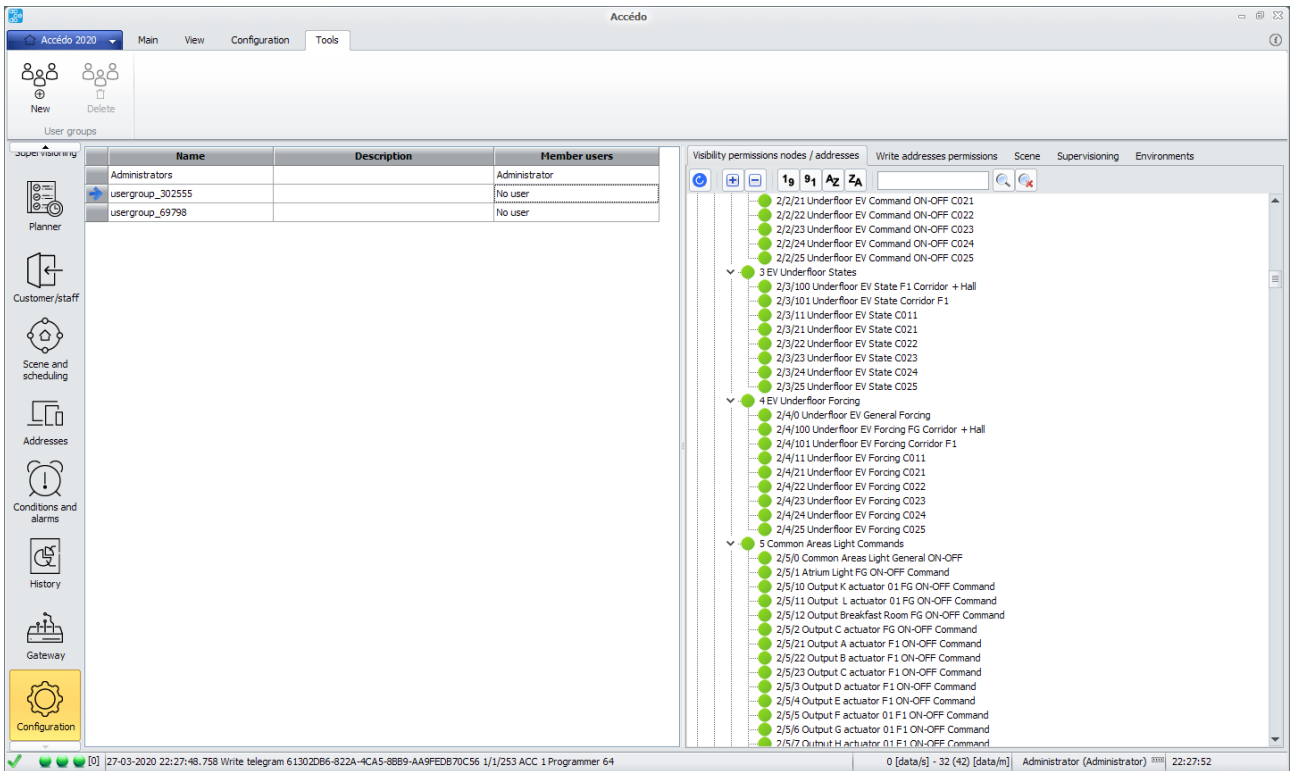 Accédo
Accédo 2020
Main
View
Configuration
Tools
New
Delete
User groups
Supervisioning
Planner
Customer/staff
Scene and
scheduling
Addresses
Conditions and
alarms
History
Gateway
Configuration
Name Description Member users
Administrators Administrator
usergroup_302555 No user
usergroup_69798 No user
Visibility permissions nodes / addresses
Write addresses permissions
Scene
Supervisioning
Environments
19 91 AZ ZA
2/2/21 Underfloor EV Command ON-OFF C021
2/2/22 Underfloor EV Command ON-OFF C022
2/2/23 Underfloor EV Command ON-OFF C023
2/2/24 Underfloor EV Command ON-OFF C024
2/2/25 Underfloor EV Command ON-OFF C025
3 EV Underfloor States
2/3/100 Underfloor EV State F1 Corridor + Hall
2/3/101 Underfloor EV State Corridor F1
2/3/11 Underfloor EV State C011
2/3/21 Underfloor EV State C021
2/3/22 Underfloor EV State C022
2/3/23 Underfloor EV State C023
2/3/24 Underfloor EV State C024
2/3/25 Underfloor EV State C025
4 EV Underfloor Forcing
2/4/0 Underfloor EV General Forcing
2/4/100 Underfloor EV Forcing FG Corridor + Hall
2/4/101 Underfloor EV Forcing Corridor F1
2/4/11 Underfloor EV Forcing C011
2/4/21 Underfloor EV Forcing C021
2/4/22 Underfloor EV Forcing C022
2/4/23 Underfloor EV Forcing C023
2/4/24 Underfloor EV Forcing C024
2/4/25 Underfloor EV Forcing C025
5 Common Areas Light Commands
2/5/0 Common Areas Light General ON-OFF
2/5/1 Atrium Light FG ON-OFF Command
2/5/10 Output K actuator 01 FG ON-OFF Command
2/5/11 Output L actuator 01 FG ON-OFF Command
2/5/12 Output Breakfast Room FG ON-OFF Command
2/5/2 Output C actuator FG ON-OFF Command
2/5/21 Output A actuator F1 ON-OFF Command
2/5/22 Output B actuator F1 ON-OFF Command
2/5/23 Output C actuator F1 ON-OFF Command
2/5/3 Output D actuator F1 ON-OFF Command
2/5/4 Output E actuator F1 ON-OFF Command
2/5/5 Output F actuator 01 F1 ON-OFF Command
2/5/6 Output G actuator 01 F1 ON-OFF Command
2/5/7 Output H actuator 01 F1 ON-OFF Command
[0] 27-03-2020 22:27:48.758 Write telegram 61302DB6-822A-4CA5-8BB9-AA9FEDB70C56 1/1/253 ACC 1 Programmer 64
0 [data/s] - 32 (42) [data/m]
Administrator (Administrator)
22:27:52